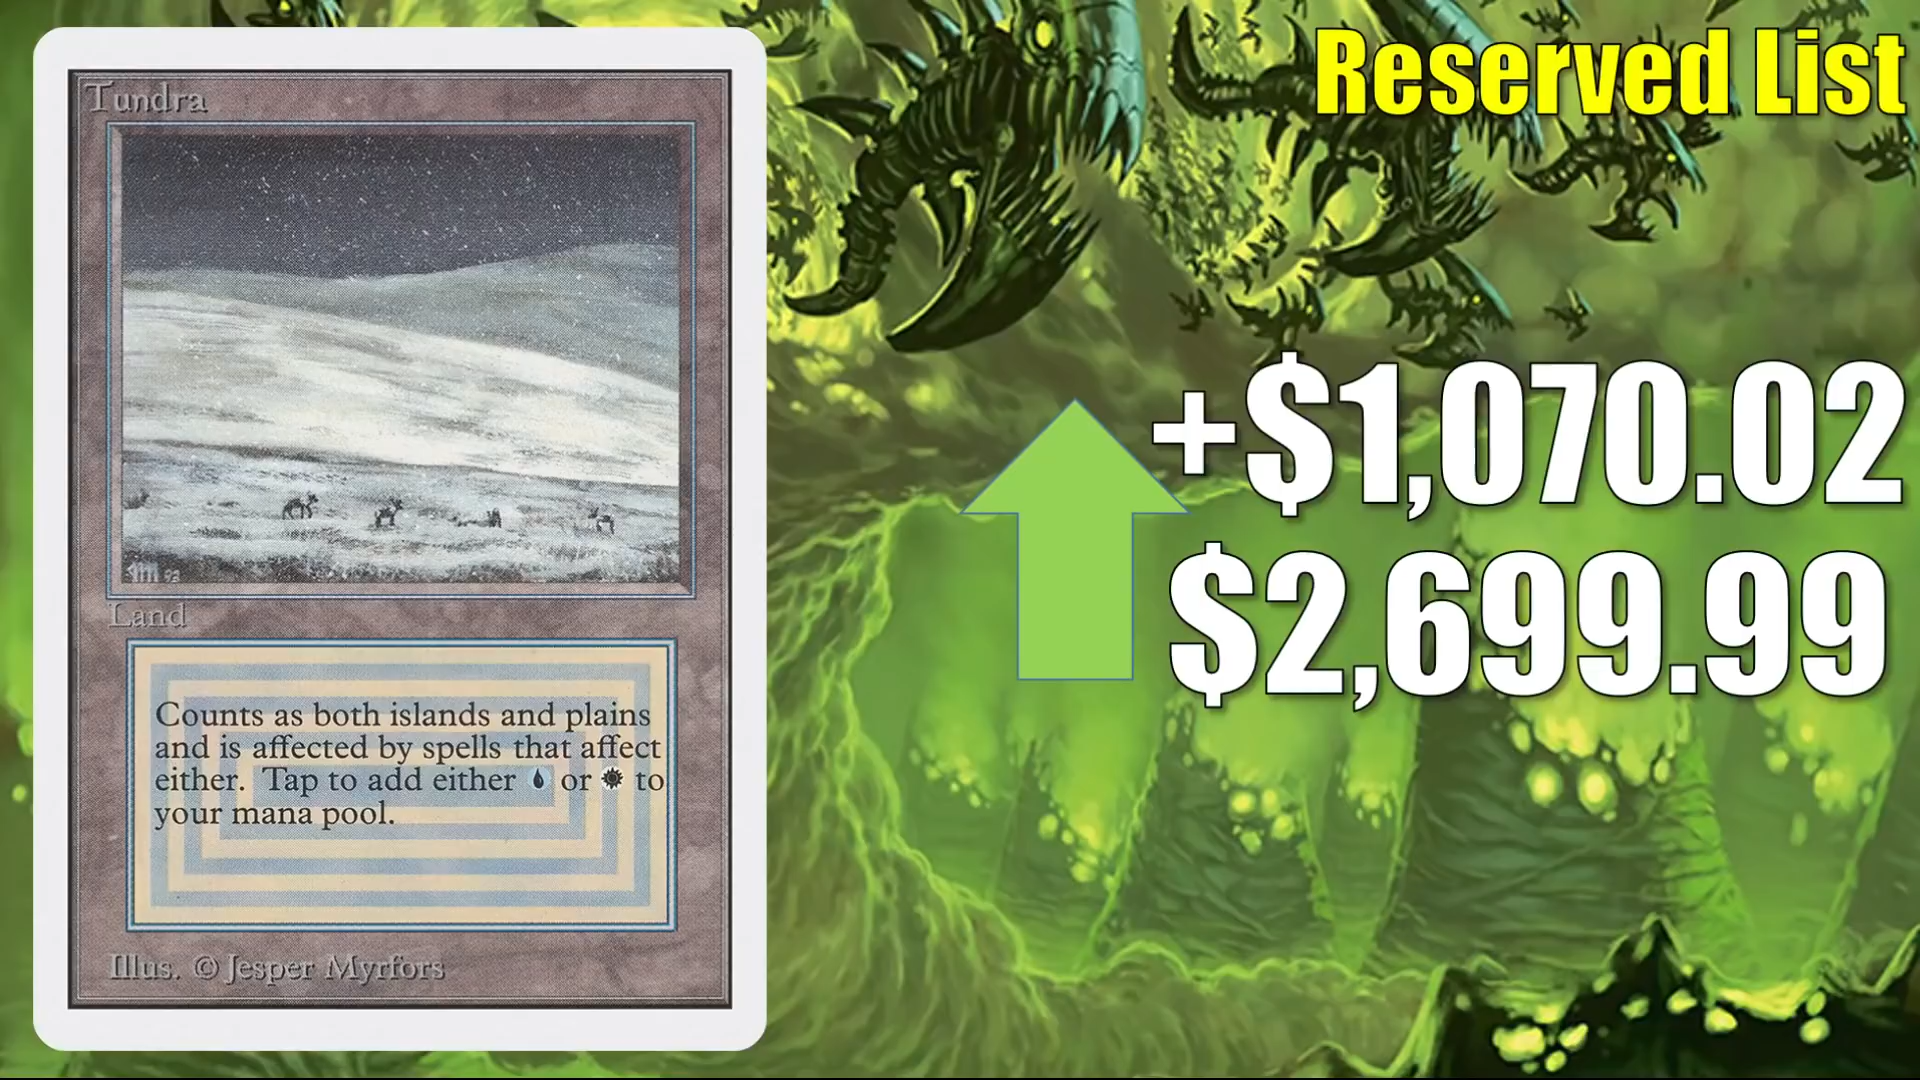 Tundra
Reserved List
+$1,070.02
$2,699.99
Land
Counts as both islands and plains
and is affected by spells that affect
either. Tap to add either or to
your mana pool.
Illus. © Jesper Myrfors